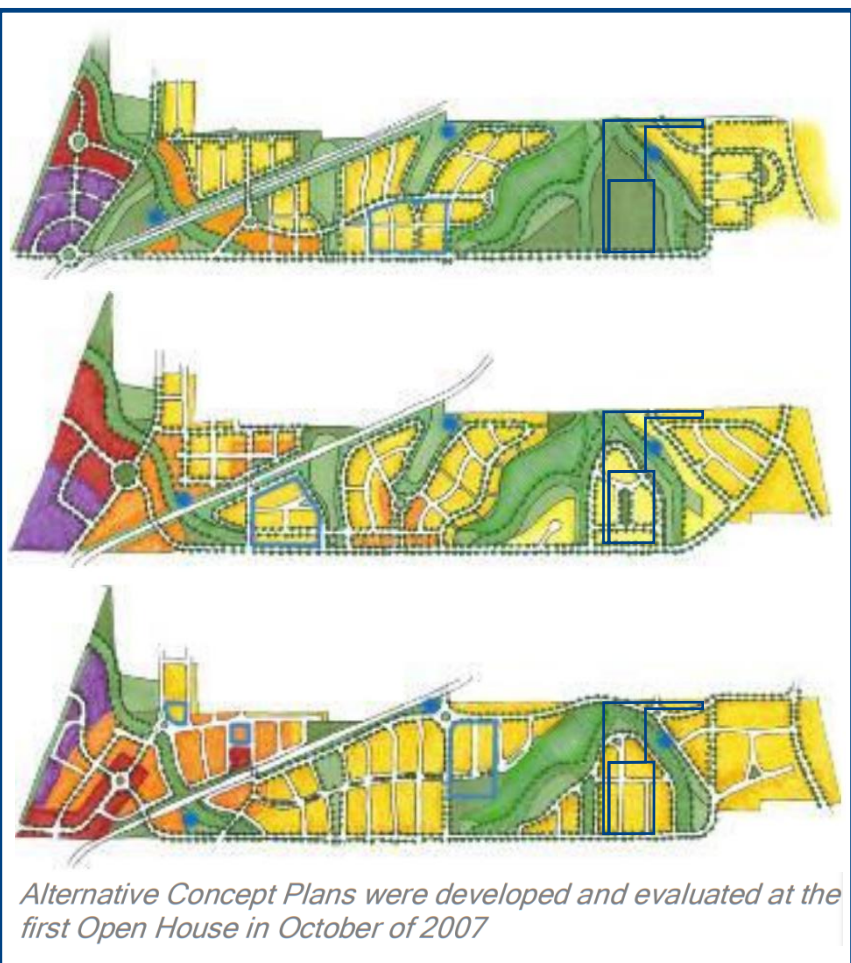 Alternative Concept Plans were developed and evaluated at the
first Open House in October of 2007